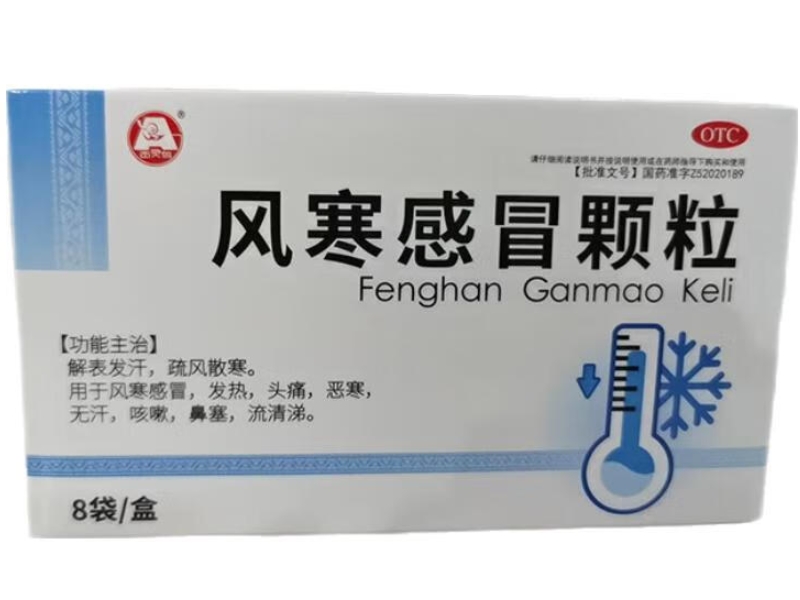 OTC
请仔细阅读说明书并按说明使用或在药师指导下购买和使用
【批准文号】国药准字Z52020189
风寒感冒颗粒
Fenghan Ganmao Keli
【功能主治】
解表发汗，疏风散寒。
用于风寒感冒，发热，头痛，恶寒，
无汗，咳嗽，鼻塞，流清涕。
8袋/盒